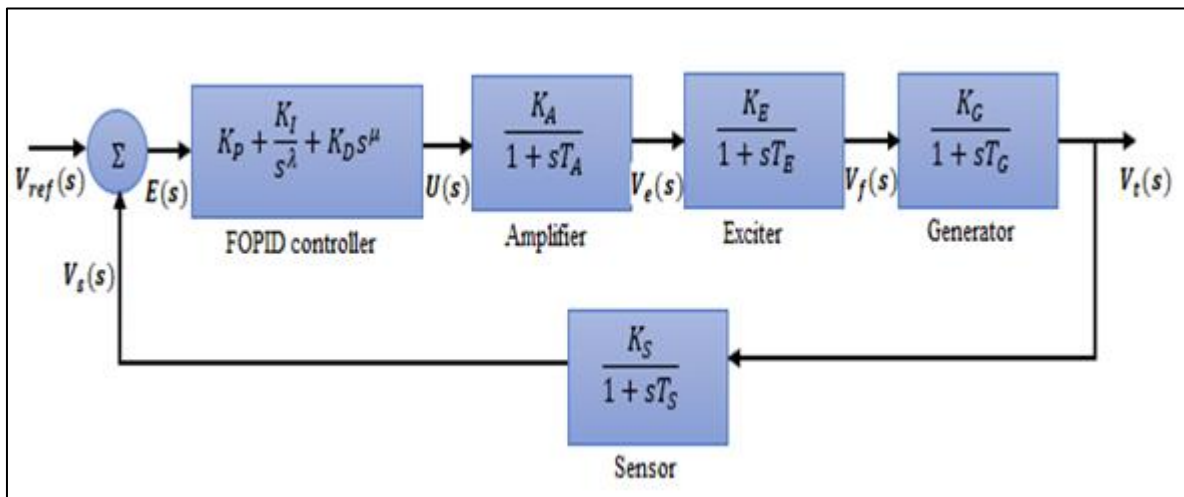 K_P + K_I/s^λ + K_D s^μ
K_A/(1 + sT_A)
K_E/(1 + sT_E)
K_G/(1 + sT_G)
Σ
V_ref(s)
E(s)
U(s)
V_e(s)
V_f(s)
V_t(s)
FOPID controller
Amplifier
Exciter
Generator
V_s(s)
K_S/(1 + sT_S)
Sensor